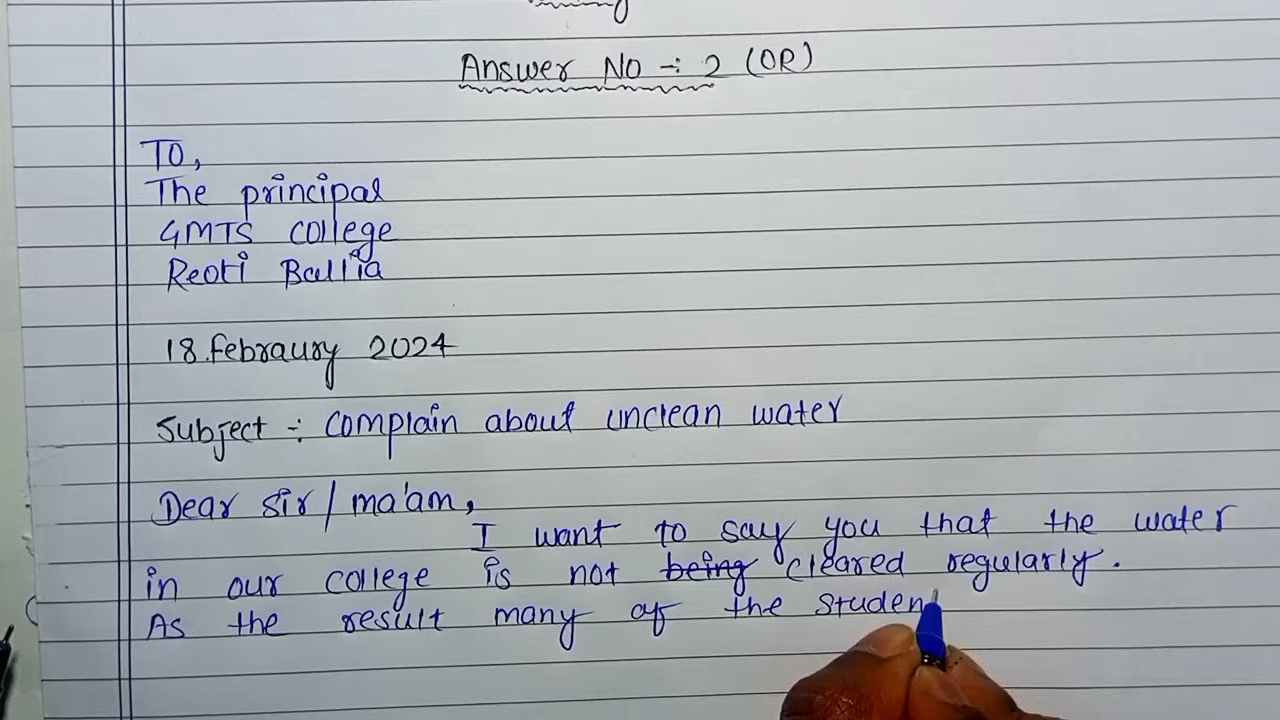 Answer No -: 2 (OR)
To,
The principal
GMTS College
Reoti Ballia
18. Febraury 2024
Subject -: Complain about unclean water
Dear Sir / ma'am,
I want to say you that the water
in our college is not being cleared regularly.
As the result many of the studen